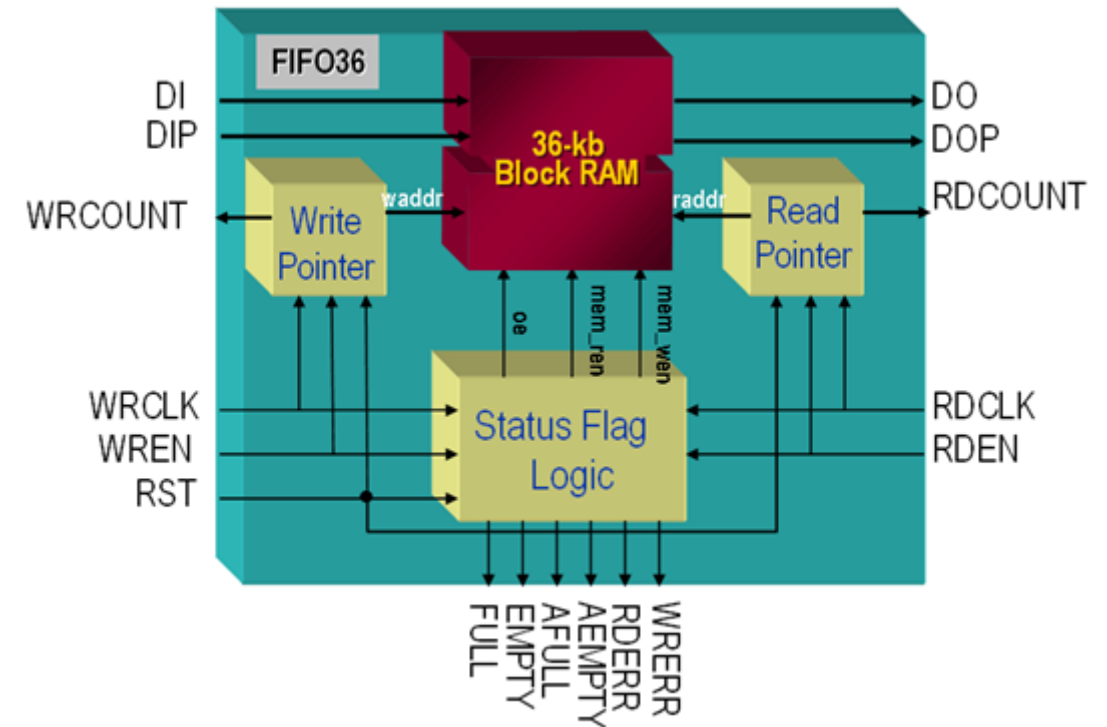 FIFO36
DI
DIP
DO
DOP
36-kb
Block RAM
WRCOUNT
Write
Pointer
waddr
raddr
Read
Pointer
RDCOUNT
oe
mem_ren
mem_wen
WRCLK
WREN
RST
Status Flag
Logic
RDCLK
RDEN
FULL
EMPTY
AFULL
AEMPTY
RDERR
WRERR